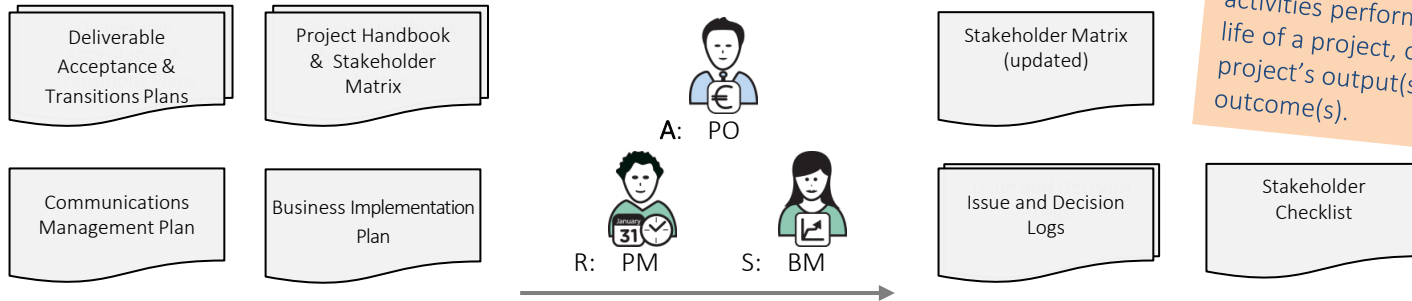 Deliverable
Acceptance &
Transitions Plans
Project Handbook
& Stakeholder
Matrix
Communications
Management Plan
Business Implementation
Plan
€
A: PO
January
31
R: PM
S: BM
Stakeholder Matrix
(updated)
Issue and Decision
Logs
Stakeholder
Checklist
activities perform
life of a project,
project's output(s
outcome(s).